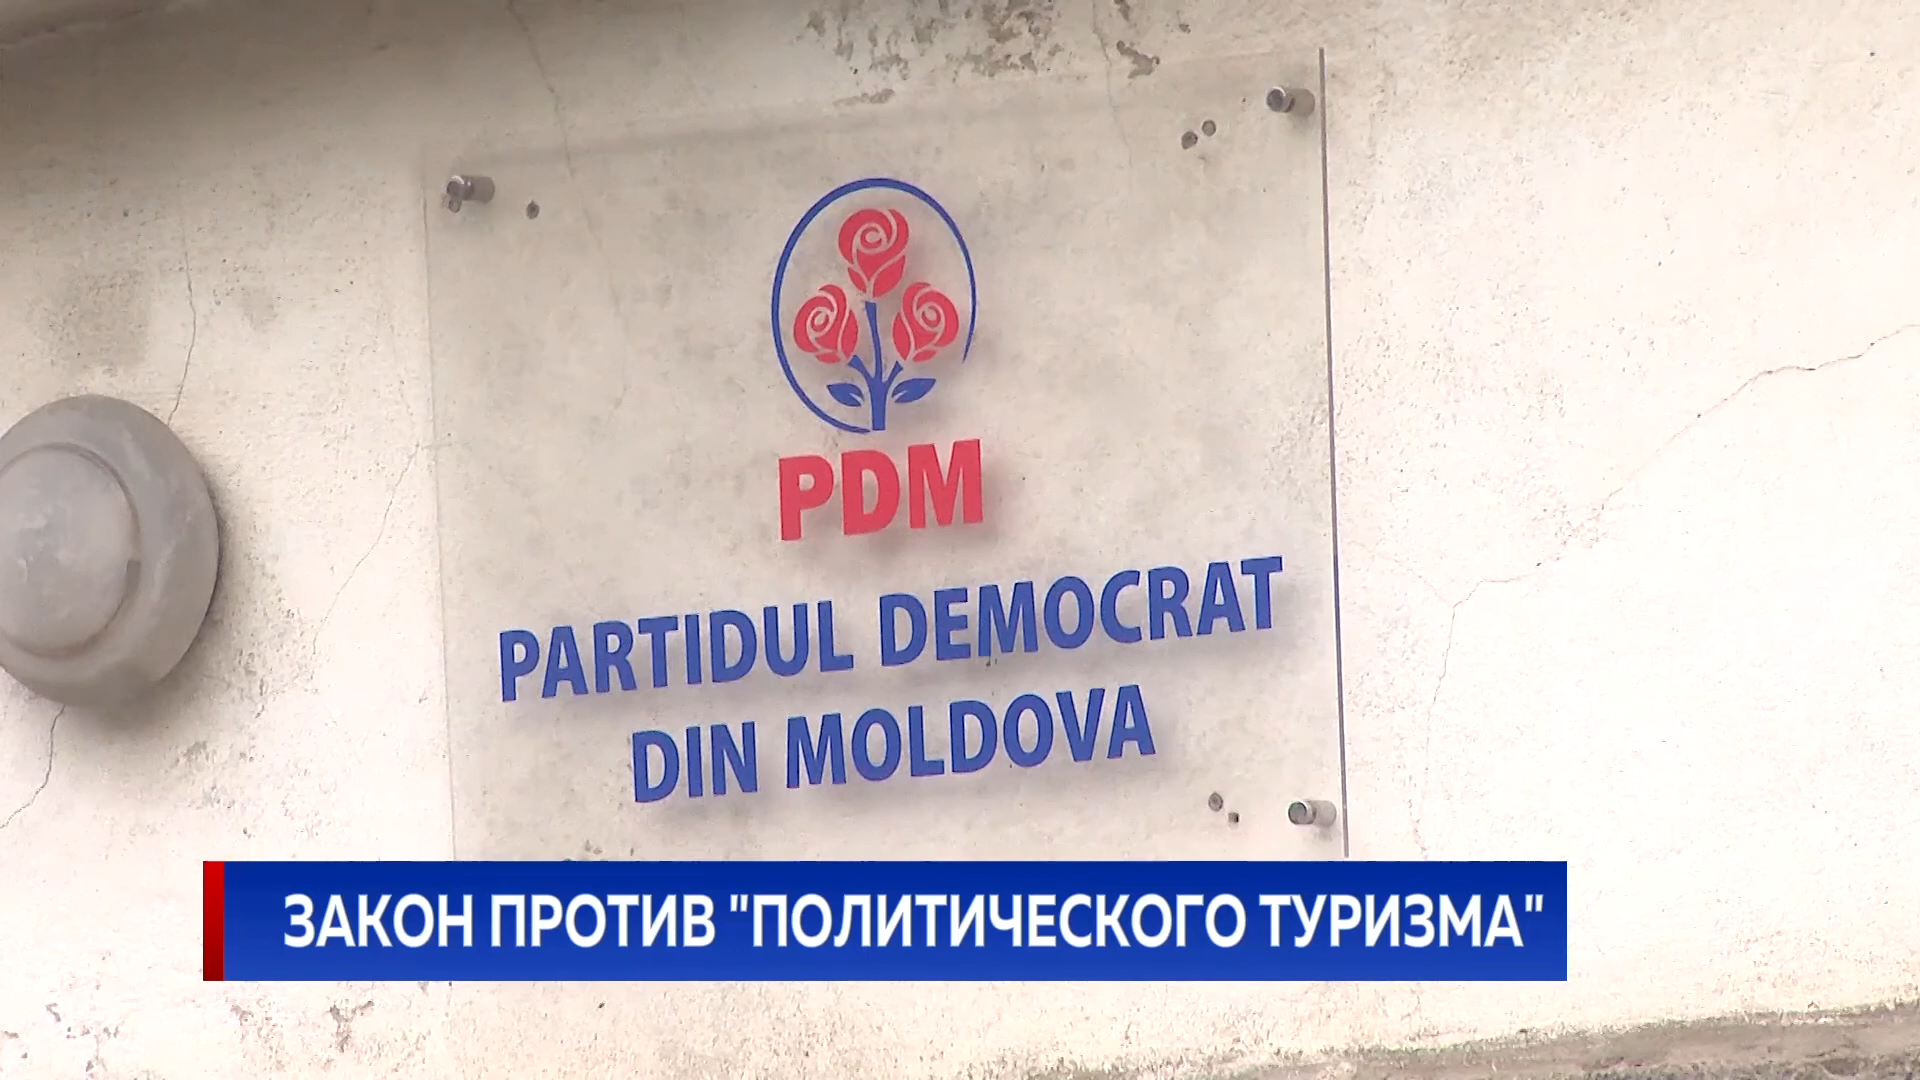 PDM
PARTIDUL DEMOCRAT
DIN MOLDOVA
ЗАКОН ПРОТИВ "ПОЛИТИЧЕСКОГО ТУРИЗМА"